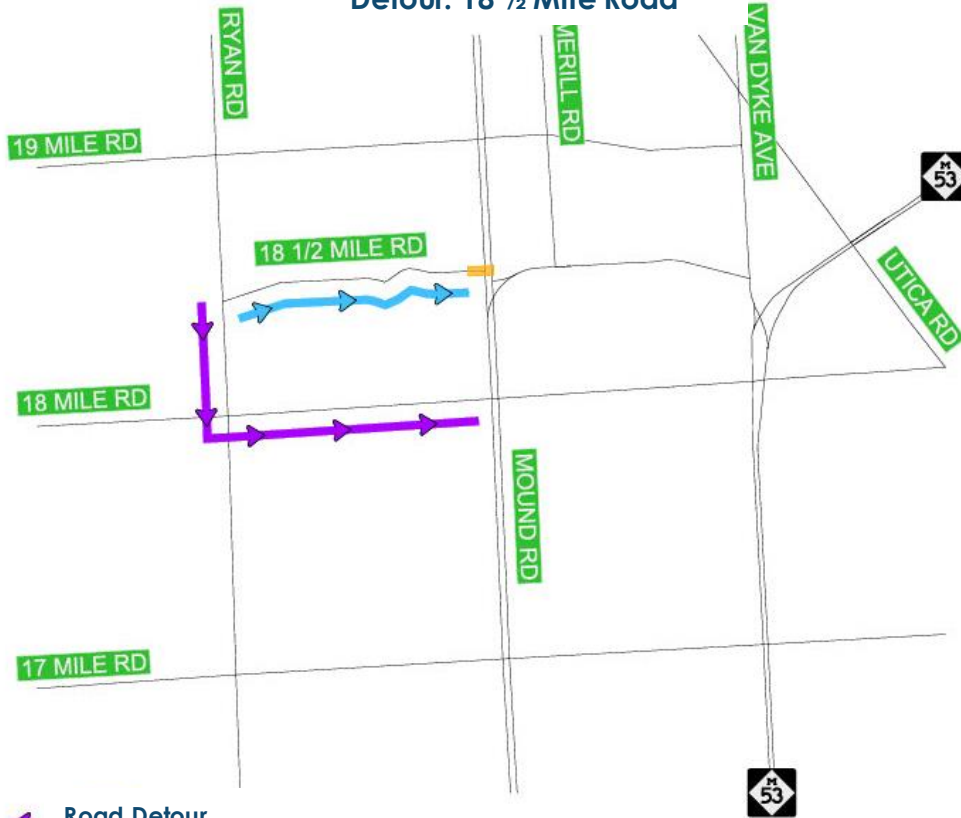 Detour: 18 ½ Mile Road
RYAN RD
MERILL RD
VAN DYKE AVE
19 MILE RD
M
53
18 1/2 MILE RD
UTICA RD
18 MILE RD
MOUND RD
17 MILE RD
M
53
Road Detour